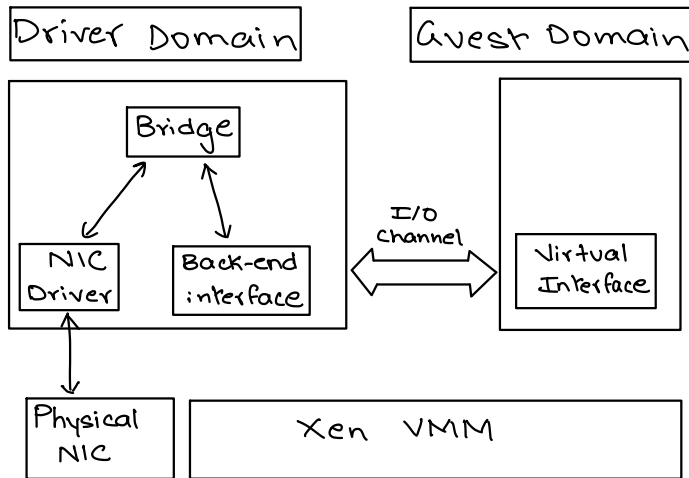 Driver Domain
Guest Domain
Bridge
I/O
channel
NIC
Driver
Back-end
interface
Virtual
Interface
Physical
NIC
Xen VMM